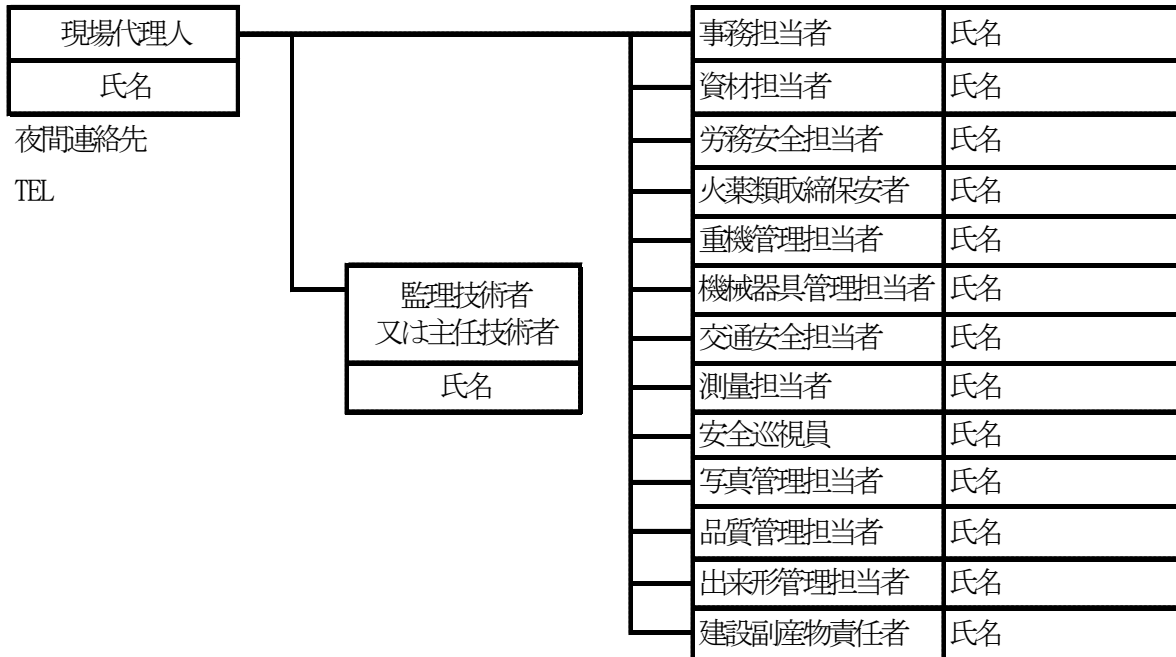 現場代理人
氏名
夜間連絡先
TEL
監理技術者
又は主任技術者
氏名
事務担当者 氏名
資材担当者 氏名
労務安全担当者 氏名
火薬類取締保安者 氏名
重機管理担当者 氏名
機械器具管理担当者 氏名
交通安全担当者 氏名
測量担当者 氏名
安全巡視員 氏名
写真管理担当者 氏名
品質管理担当者 氏名
出来形管理担当者 氏名
建設副産物責任者 氏名